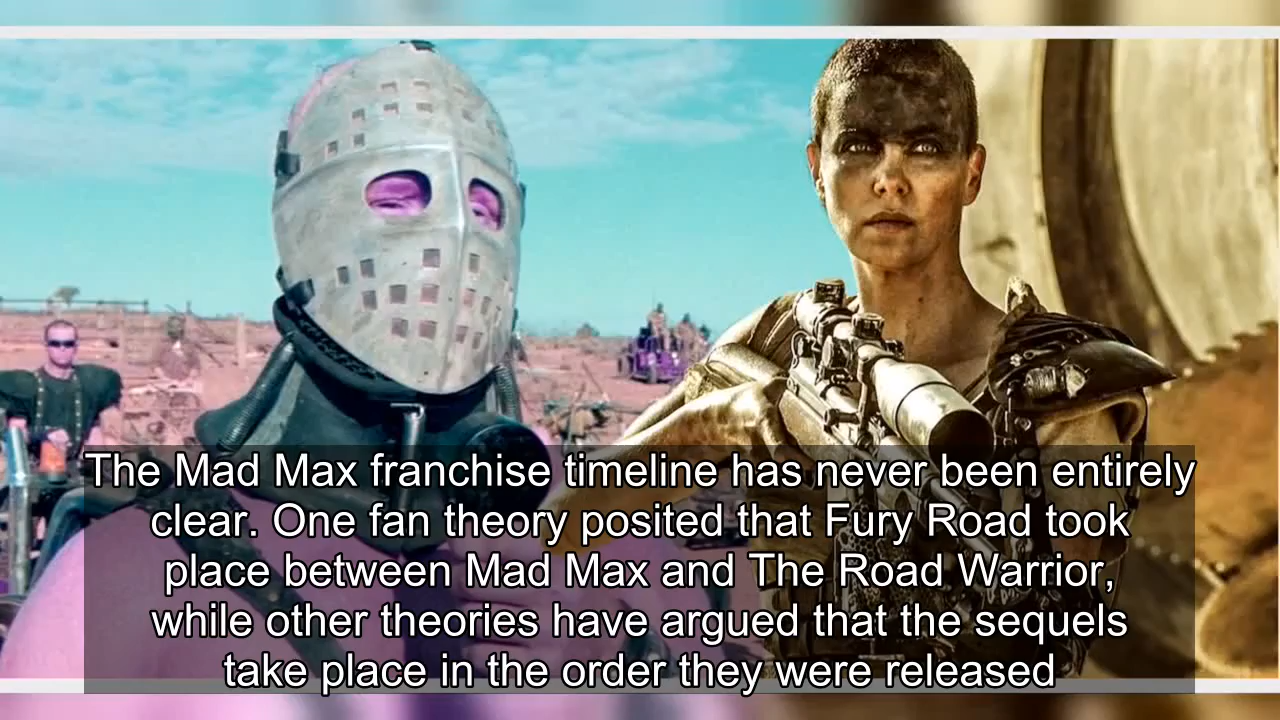 The Mad Max franchise timeline has never been entirely
clear. One fan theory posited that Fury Road took
place between Mad Max and The Road Warrior,
while other theories have argued that the sequels
take place in the order they were released